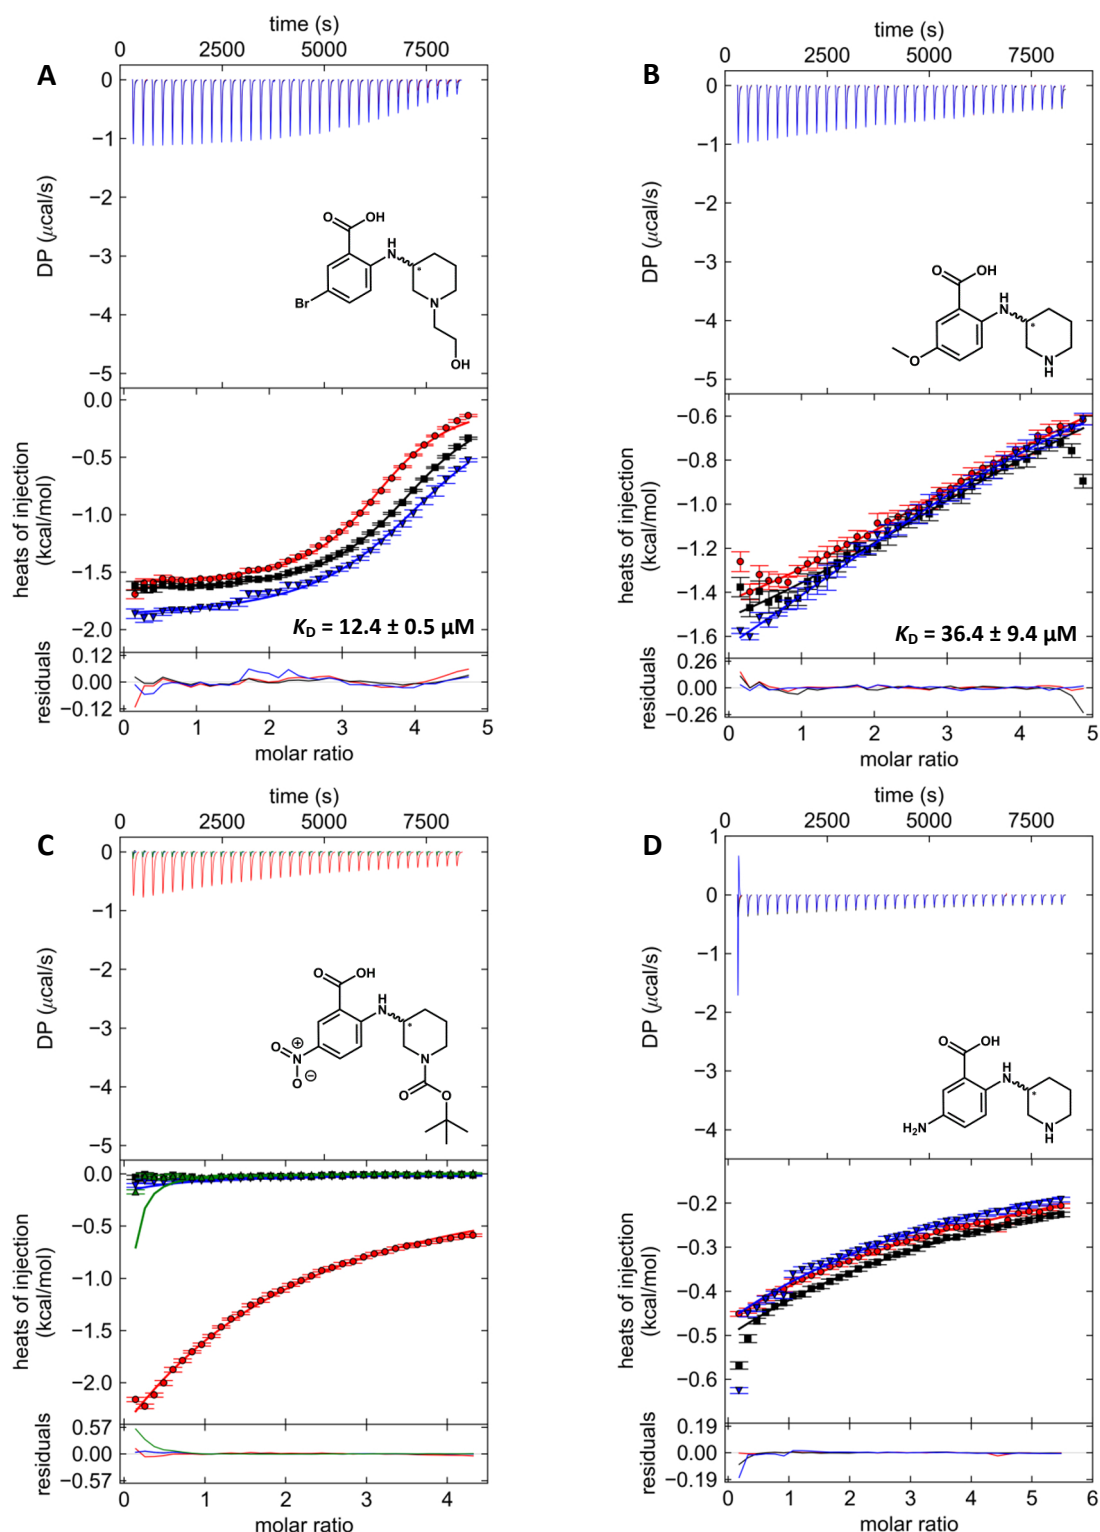 time (s)
0 2500 5000 7500
A
0
−1
−2
−3
−4
−5
DP (μcal/s)
O
OH
H
N
*
Br
N
OH
0.0
−0.5
−1.0
−1.5
−2.0
heats of injection
(kcal/mol)
KD = 12.4 ± 0.5 μM
0.12
0.00
−0.12
residuals
0 1 2 3 4 5
molar ratio
time (s)
0 2500 5000 7500
B
0
−1
−2
−3
−4
−5
DP (μcal/s)
O
OH
H
N
*
O
N
H
−0.6
−0.8
−1.0
−1.2
−1.4
−1.6
heats of injection
(kcal/mol)
KD = 36.4 ± 9.4 μM
0.26
0.00
−0.26
residuals
0 1 2 3 4 5
molar ratio
time (s)
0 2500 5000 7500
C
0
−1
−2
−3
−4
−5
DP (μcal/s)
O
OH
H
N
*
O
N
+
O
−
N
O
O
0.0
−0.5
−1.0
−1.5
−2.0
heats of injection
(kcal/mol)
0.57
0.00
−0.57
residuals
0 1 2 3 4
molar ratio
time (s)
0 2500 5000 7500
D
1
0
−1
−2
−3
−4
DP (μcal/s)
O
OH
H
N
*
H2N
N
H
−0.2
−0.3
−0.4
−0.5
−0.6
heats of injection
(kcal/mol)
0.19
0.00
−0.19
residuals
0 1 2 3 4 5 6
molar ratio